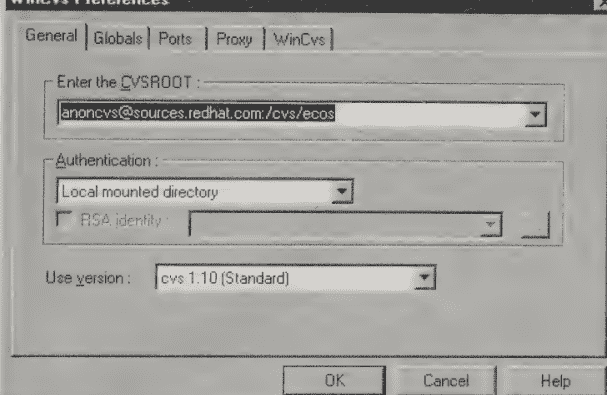 WinCvs Preferences
General Globals Ports Proxy WinCvs
Enter the CVSROOT :
anoncvs@sources.redhat.com:/cvs/ecos
Authentication :
Local mounted directory
RSA identity :
Use version : cvs 1.10 (Standard)
OK Cancel Help